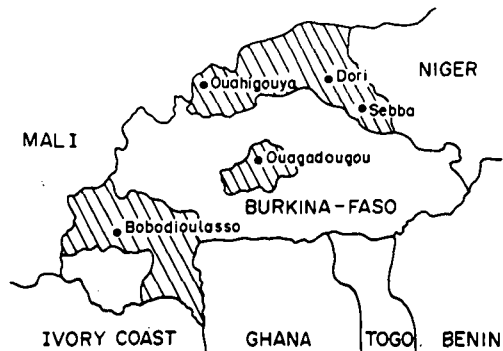 Ouahigouya
Dori
NIGER
Sebba
MALI
Ouagadougou
BURKINA-FASO
Bobodioulasso
IVORY COAST
GHANA
TOGO
BENIN